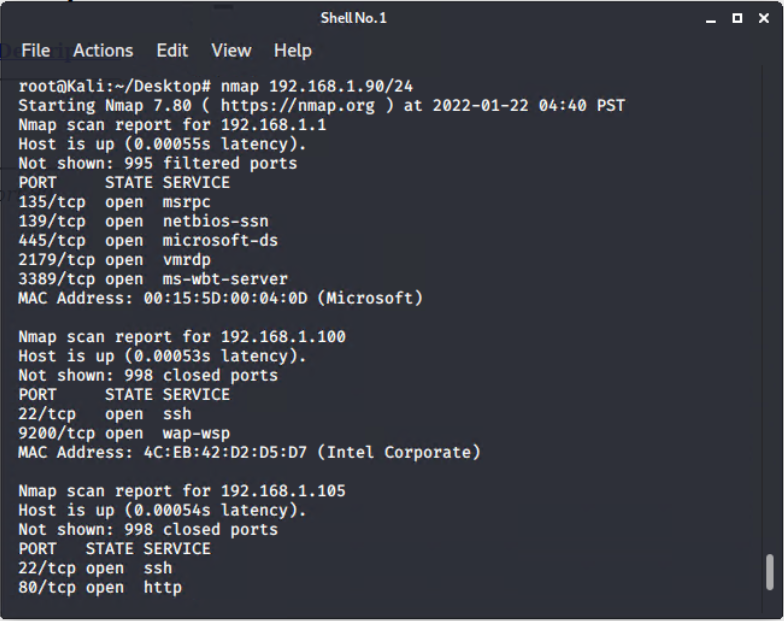 Shell No.1
File Actions Edit View Help
root@Kali:~/Desktop# nmap 192.168.1.90/24
Starting Nmap 7.80 ( https://nmap.org ) at 2022-01-22 04:40 PST
Nmap scan report for 192.168.1.1
Host is up (0.00055s latency).
Not shown: 995 filtered ports
PORT     STATE SERVICE
135/tcp  open  msrpc
139/tcp  open  netbios-ssn
445/tcp  open  microsoft-ds
2179/tcp open  vmrdp
3389/tcp open  ms-wbt-server
MAC Address: 00:15:5D:00:04:0D (Microsoft)

Nmap scan report for 192.168.1.100
Host is up (0.00053s latency).
Not shown: 998 closed ports
PORT     STATE SERVICE
22/tcp   open  ssh
9200/tcp open  wap-wsp
MAC Address: 4C:EB:42:D2:D5:D7 (Intel Corporate)

Nmap scan report for 192.168.1.105
Host is up (0.00054s latency).
Not shown: 998 closed ports
PORT   STATE SERVICE
22/tcp open  ssh
80/tcp open  http